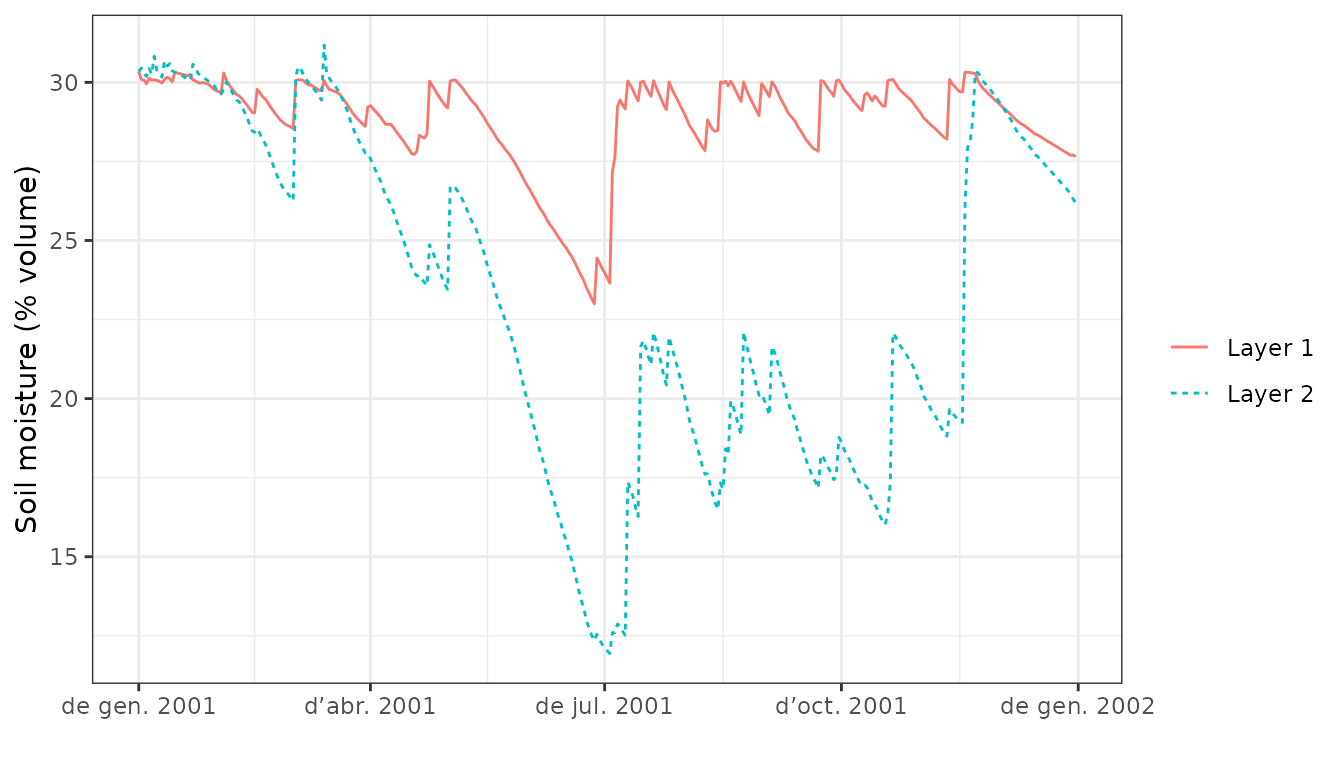 Soil moisture (% volume)
30
25
20
15
de gen. 2001
d’abr. 2001
de jul. 2001
d’oct. 2001
de gen. 2002
Layer 1
Layer 2